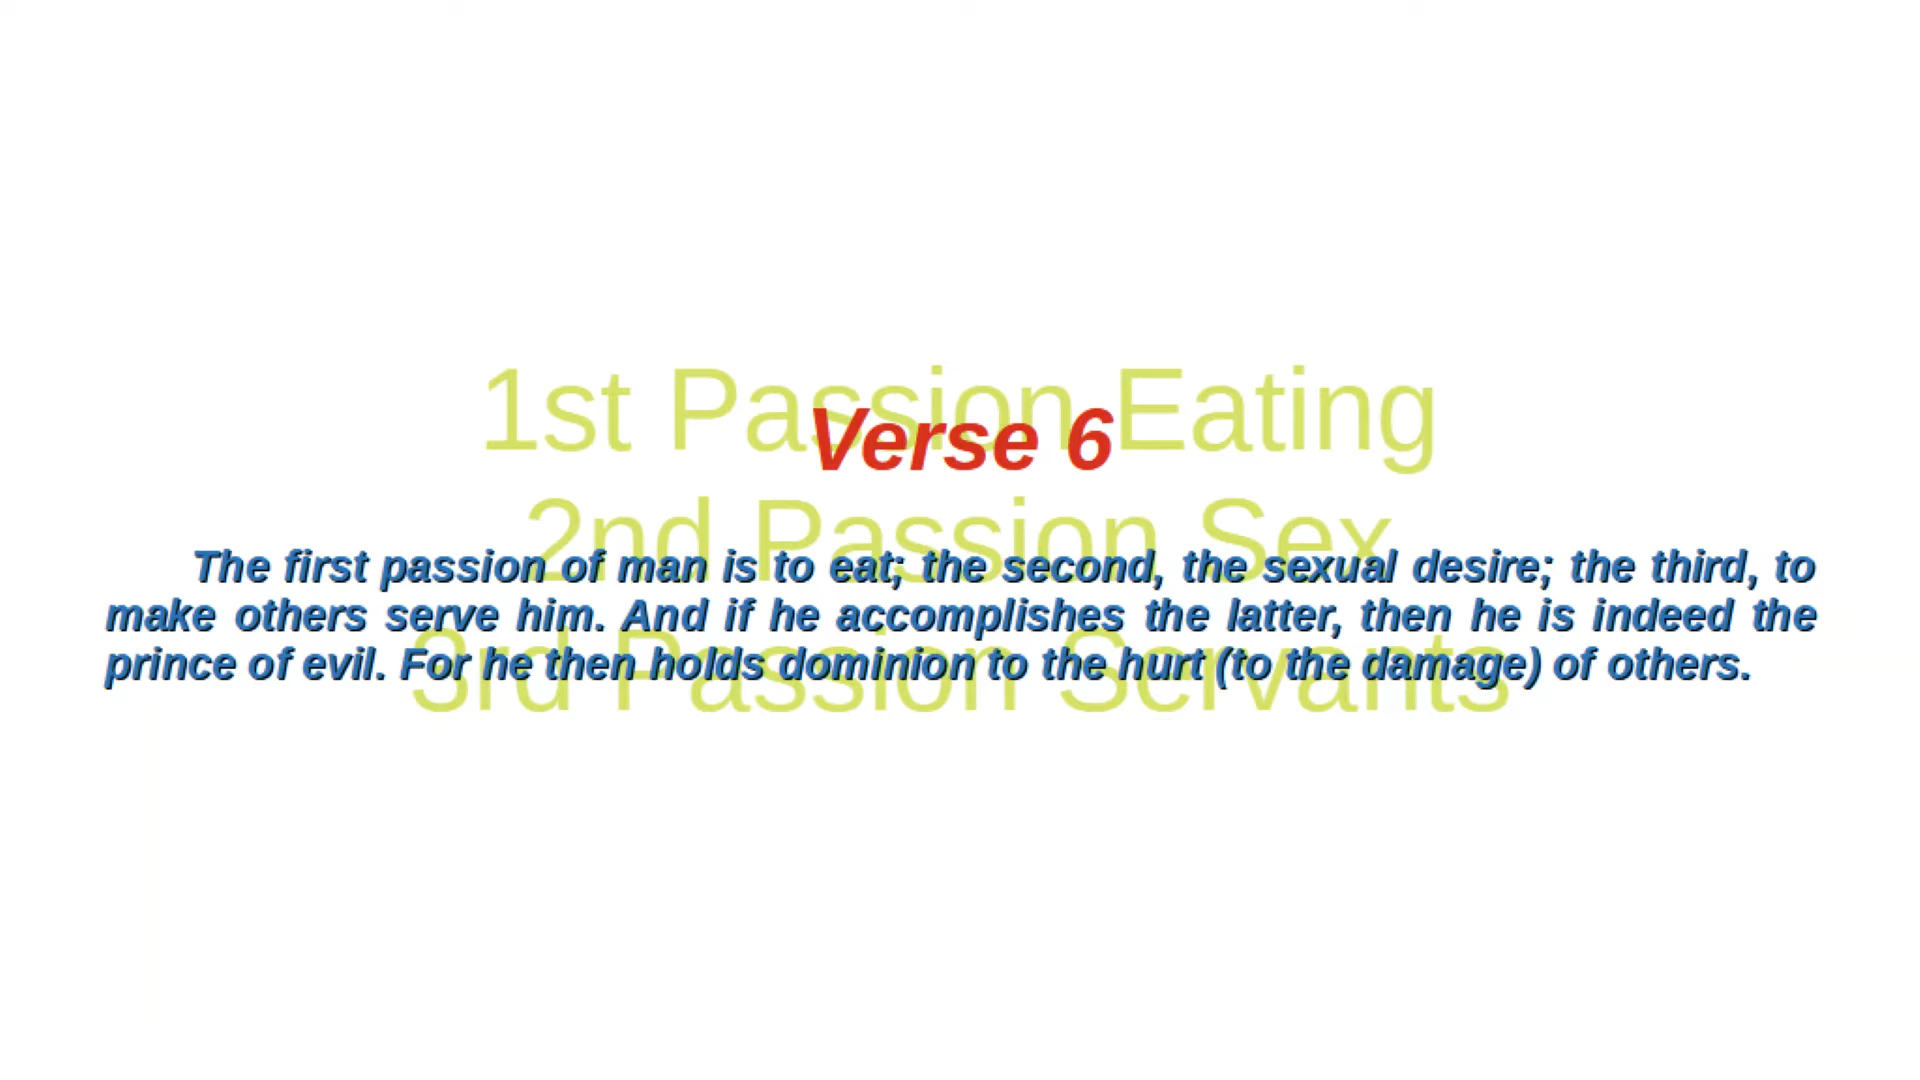 1st Passion Eating
Verse 6
2nd Passion Sex
The first passion of man is to eat; the second, the sexual desire; the third, to
make others serve him. And if he accomplishes the latter, then he is indeed the
prince of evil. For he then holds dominion to the hurt (to the damage) of others.
3rd Passion Servants